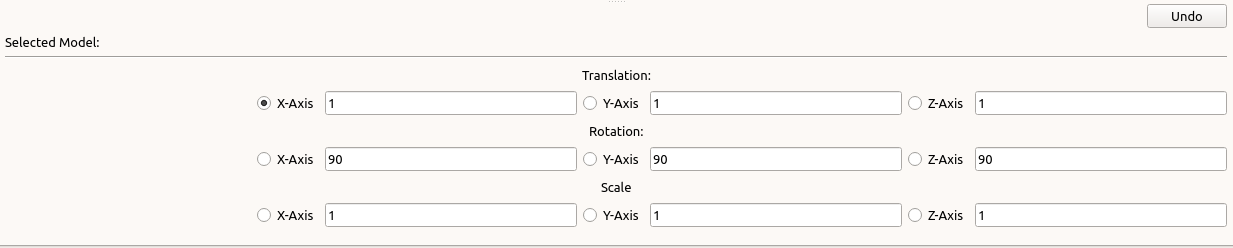 Undo
Selected Model:
Translation:
X-Axis 1 Y-Axis 1 Z-Axis 1
Rotation:
X-Axis 90 Y-Axis 90 Z-Axis 90
Scale
X-Axis 1 Y-Axis 1 Z-Axis 1